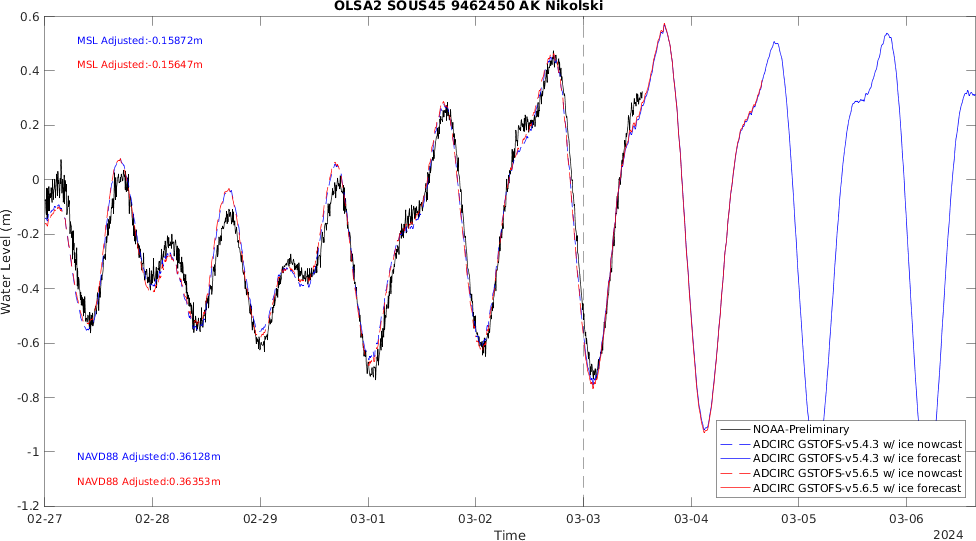 OLSA2 SOUS45 9462450 AK Nikolski
0.6
MSL Adjusted:-0.15872m
0.4
MSL Adjusted:-0.15647m
0.2
0
-0.2
Water Level (m)
-0.4
-0.6
-0.8
NOAA-Preliminary
ADCIRC GSTOFS-v5.4.3 w/ ice nowcast
-1
NAVD88 Adjusted:0.36128m
ADCIRC GSTOFS-v5.4.3 w/ ice forecast
ADCIRC GSTOFS-v5.6.5 w/ ice nowcast
NAVD88 Adjusted:0.36353m
ADCIRC GSTOFS-v5.6.5 w/ ice forecast
-1.2
02-27 02-28 02-29 03-01 03-02 03-03 03-04 03-05 03-06
Time
2024